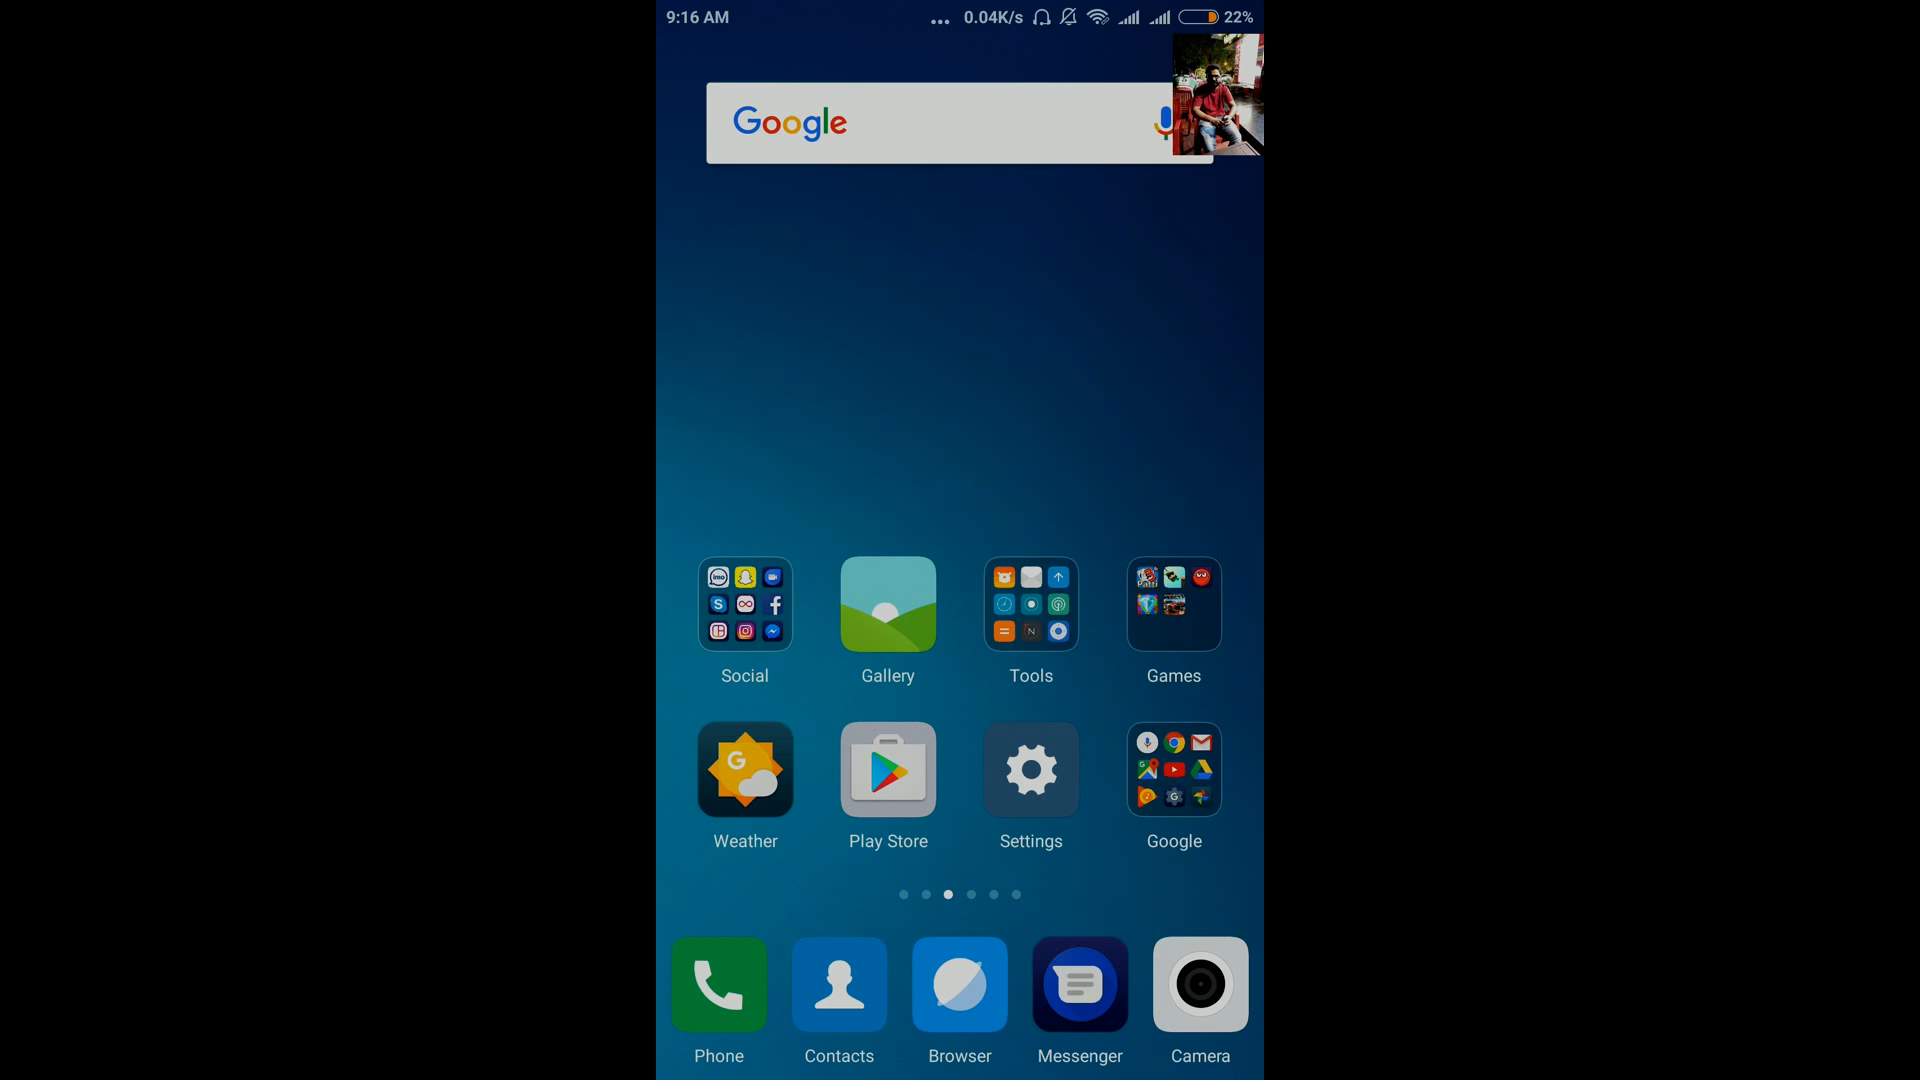 9:16 AM ... 0.04K/s 22%
Google
imo
Social Gallery Tools Games
Weather Play Store Settings Google
Phone Contacts Browser Messenger Camera